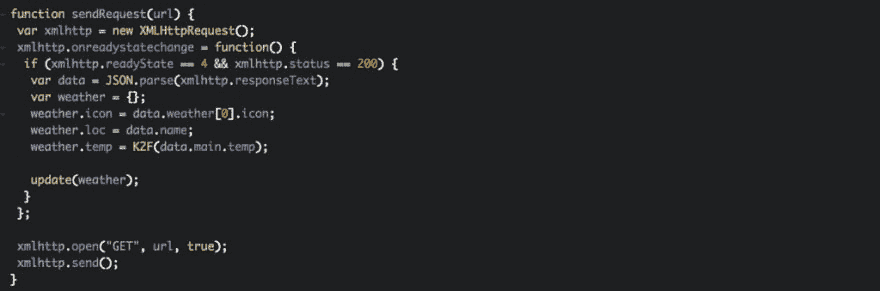 function sendRequest(url) {
var xmlhttp = new XMLHttpRequest();
xmlhttp.onreadystatechange = function() {
if (xmlhttp.readyState == 4 && xmlhttp.status == 200) {
var data = JSON.parse(xmlhttp.responseText);
var weather = {};
weather.icon = data.weather[0].icon;
weather.loc = data.name;
weather.temp = K2F(data.main.temp);
update(weather);
}
};
xmlhttp.open("GET", url, true);
xmlhttp.send();
}